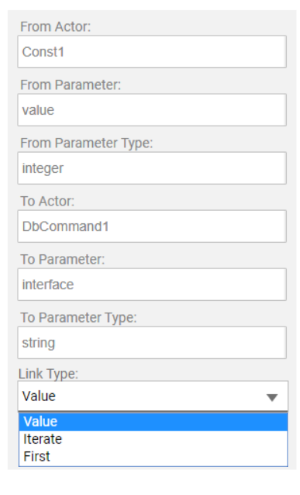 From Actor:
Const1
From Parameter:
value
From Parameter Type:
integer
To Actor:
DbCommand1
To Parameter:
interface
To Parameter Type:
string
Link Type:
Value
Value
Iterate
First